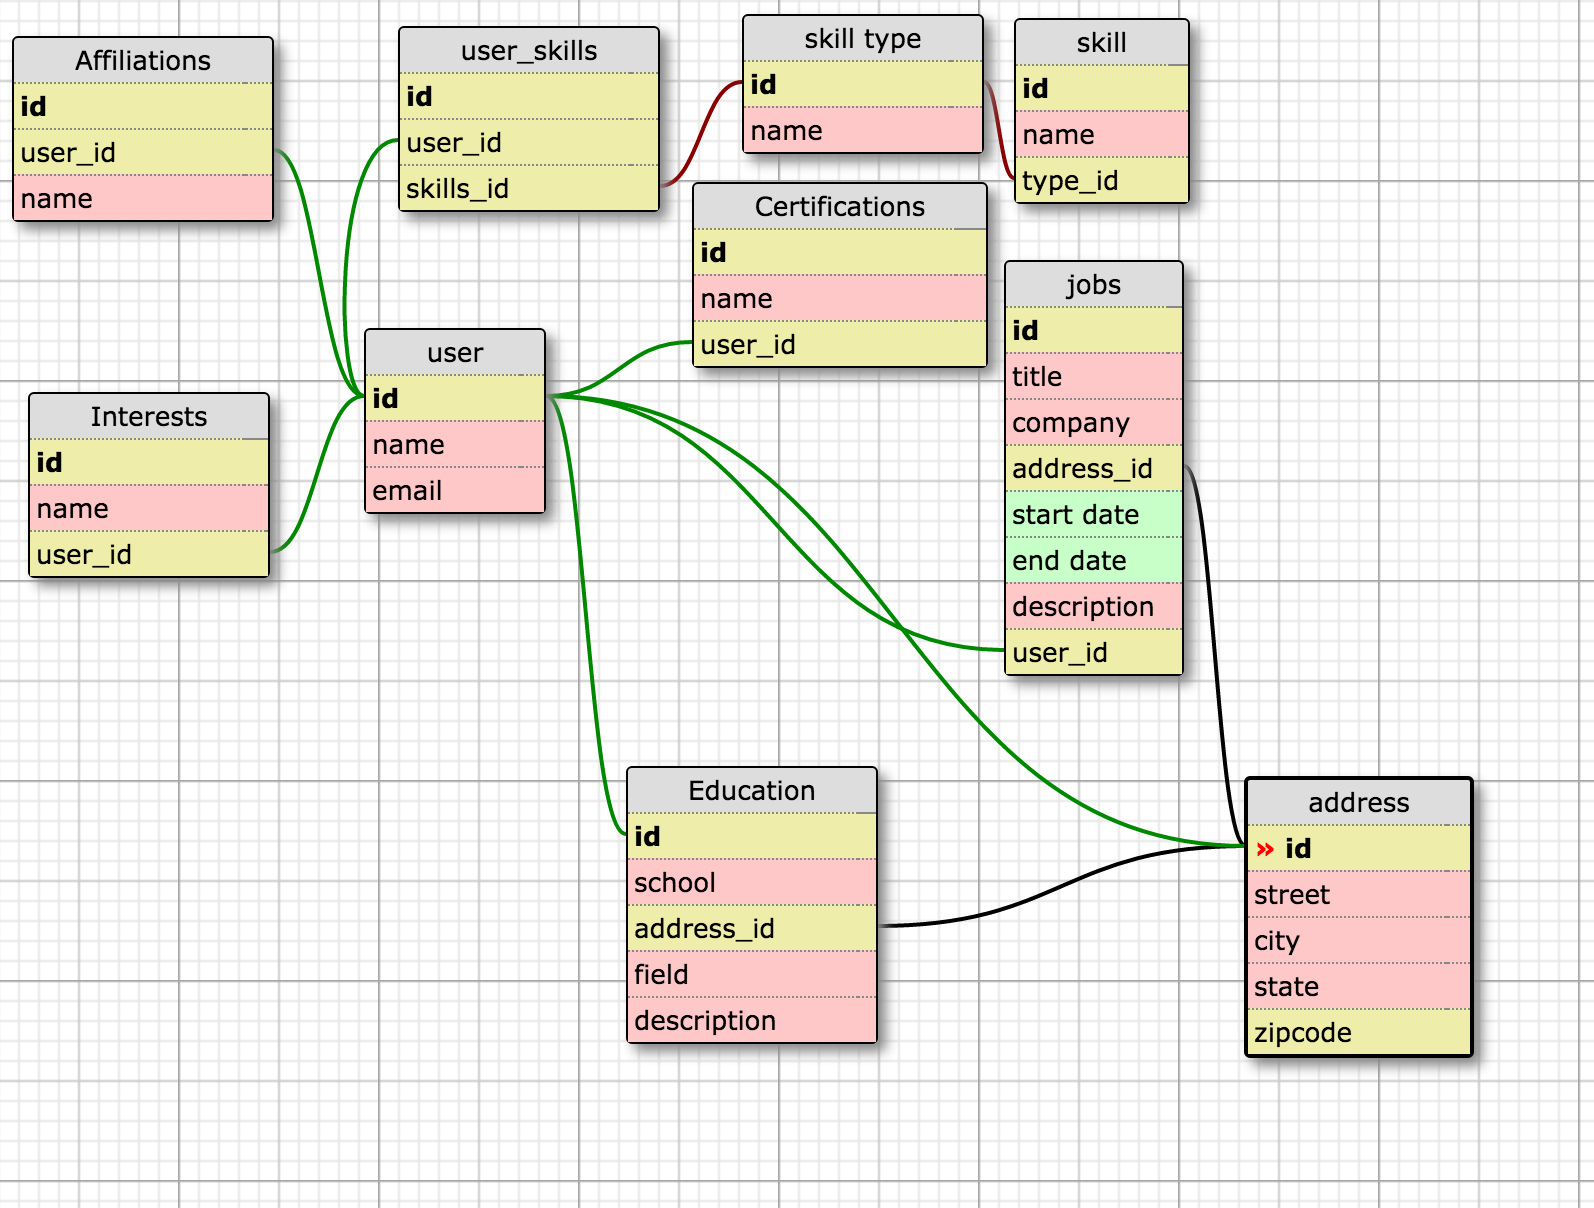 Affiliations
id
user_id
name
user_skills
id
user_id
skills_id
skill type
id
name
skill
id
name
type_id
Certifications
id
name
user_id
jobs
id
title
company
address_id
start date
end date
description
user_id
user
id
name
email
Interests
id
name
user_id
Education
id
school
address_id
field
description
address
» id
street
city
state
zipcode